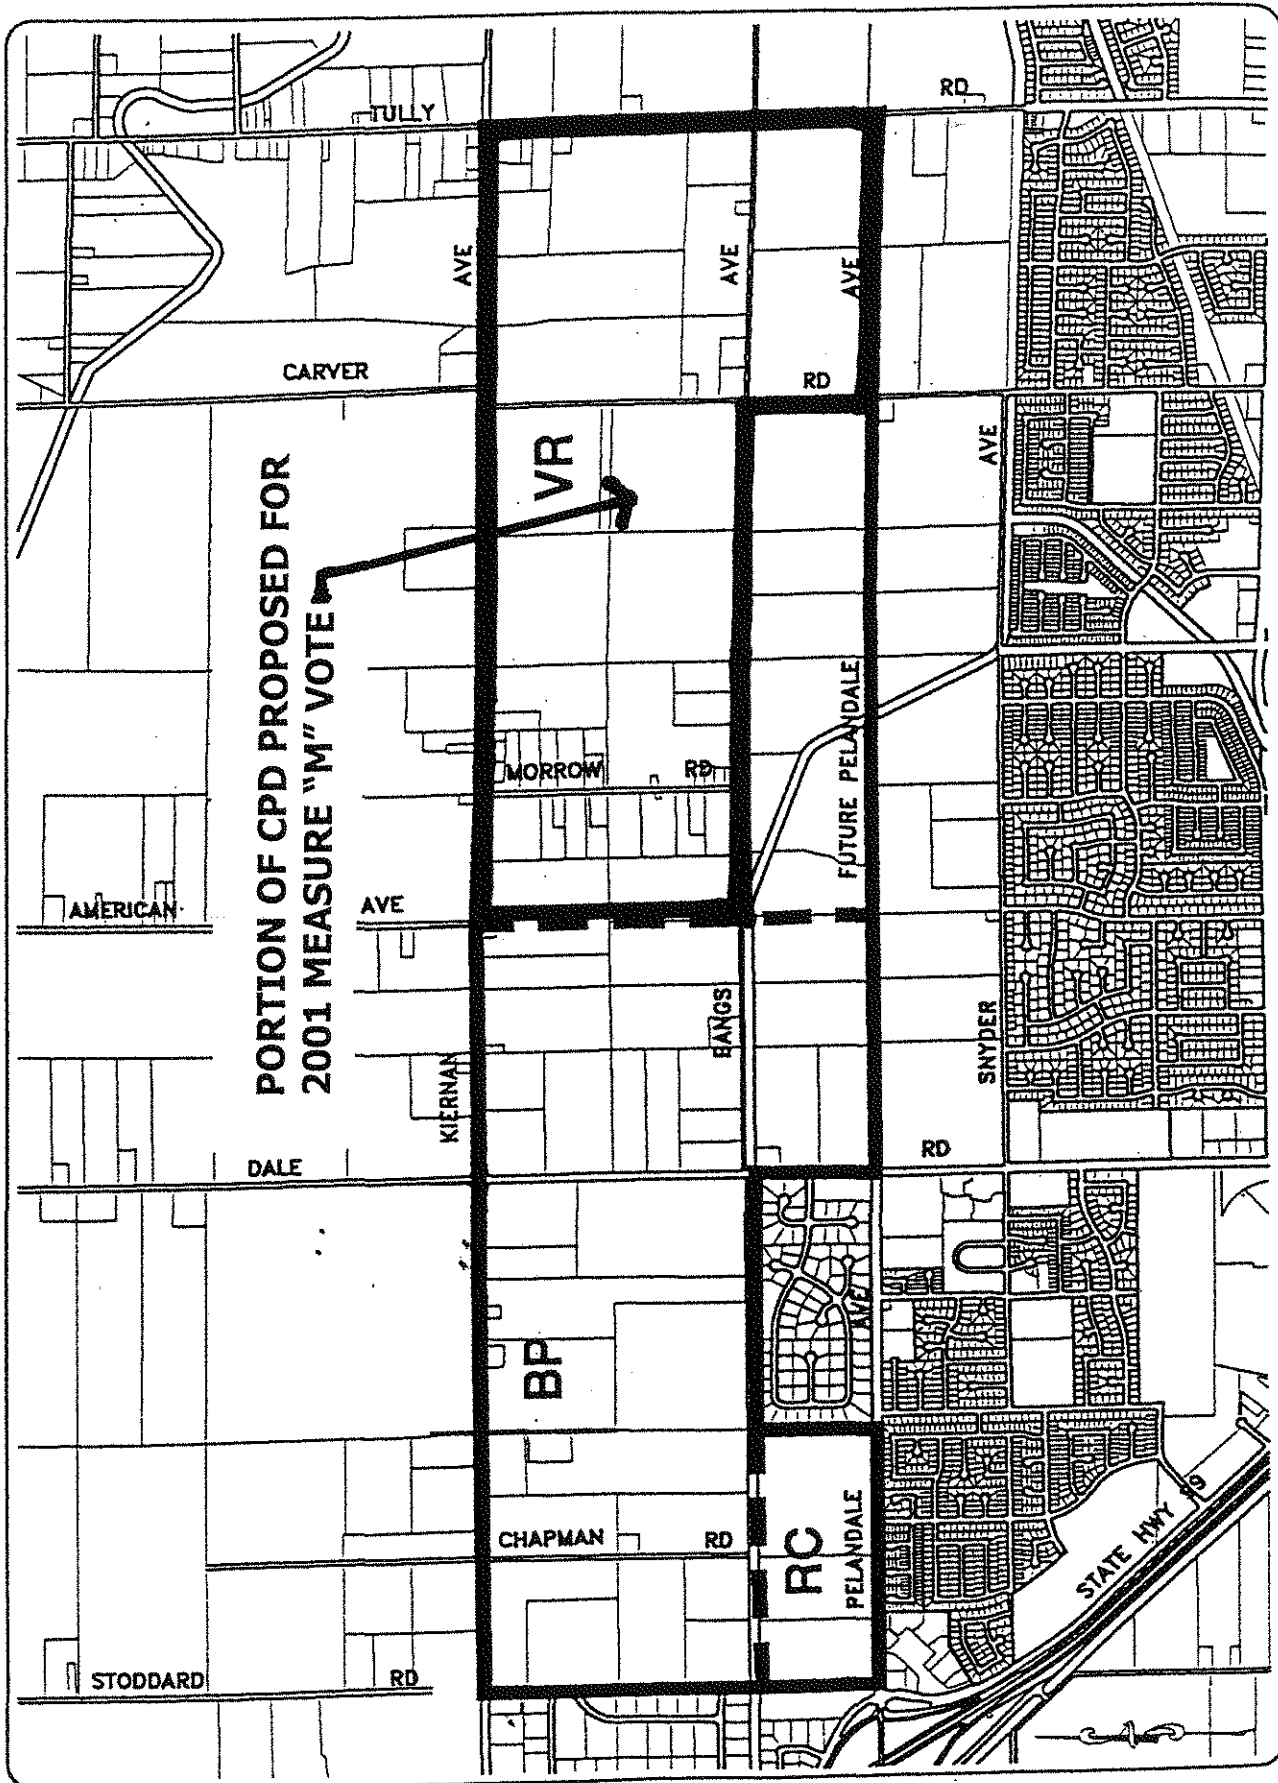 TULLY
RD
AVE
AVE
AVE
CARVER
RD
PORTION OF CPD PROPOSED FOR
2001 MEASURE "M" VOTE
VR
AVE
MORROW
RD
FUTURE PELANDALE
AMERICAN
AVE
BANGS
SNYDER
KIERNAN
DALE
RD
BP
AVE
CHAPMAN
RD
RC
PELANDALE
STATE HWY 99
STODDARD
RD